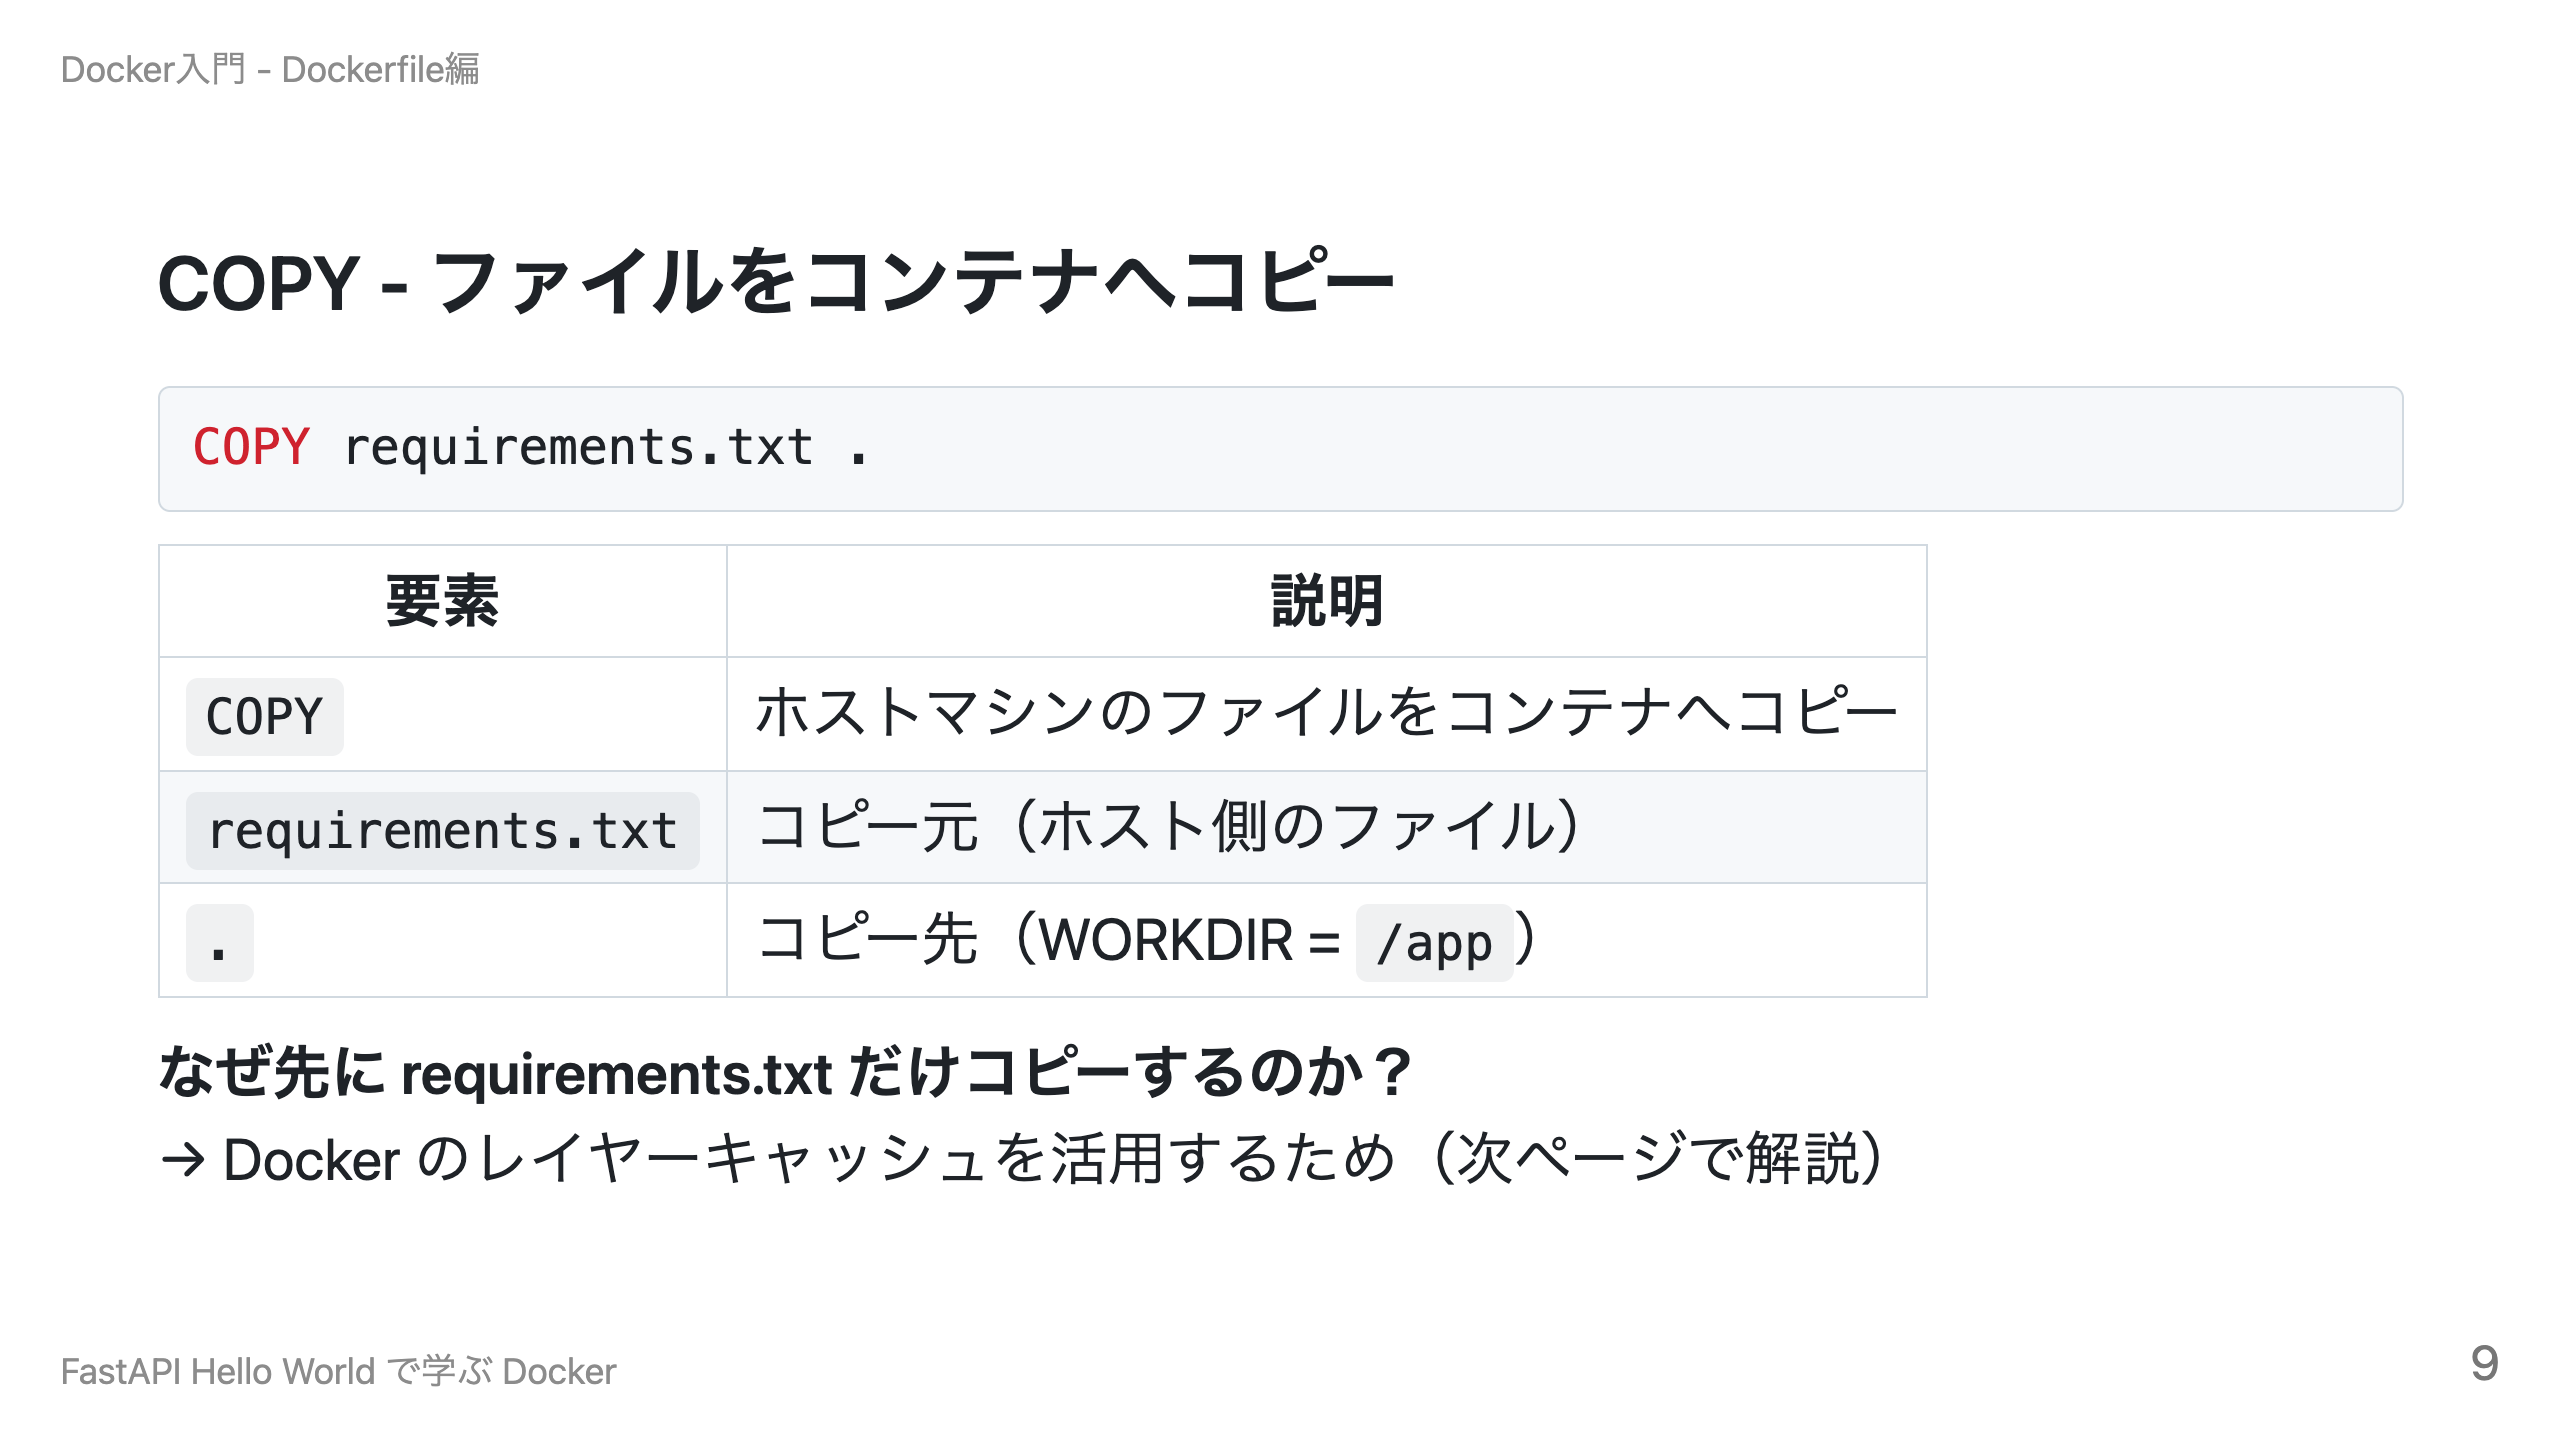 Docker入門 - Dockerfile編
COPY - ファイルをコンテナへコピー
COPY requirements.txt .
要素 説明
COPY ホストマシンのファイルをコンテナへコピー
requirements.txt コピー元（ホスト側のファイル）
. コピー先（WORKDIR = /app）
なぜ先に requirements.txt だけコピーするのか？
→ Docker のレイヤーキャッシュを活用するため（次ページで解説）
FastAPI Hello World で学ぶ Docker
9